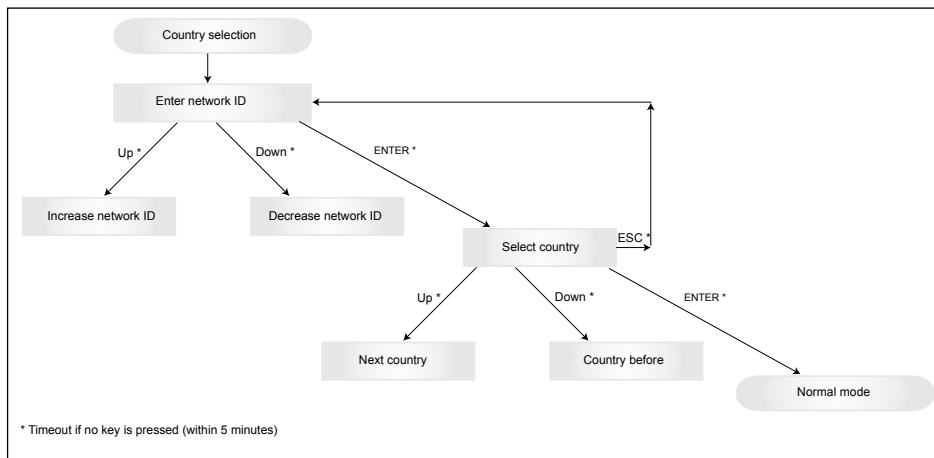 Country selection
Enter network ID
Up *
Down *
ENTER *
Increase network ID
Decrease network ID
Select country
ESC *
Up *
Down *
ENTER *
Next country
Country before
Normal mode
* Timeout if no key is pressed (within 5 minutes)